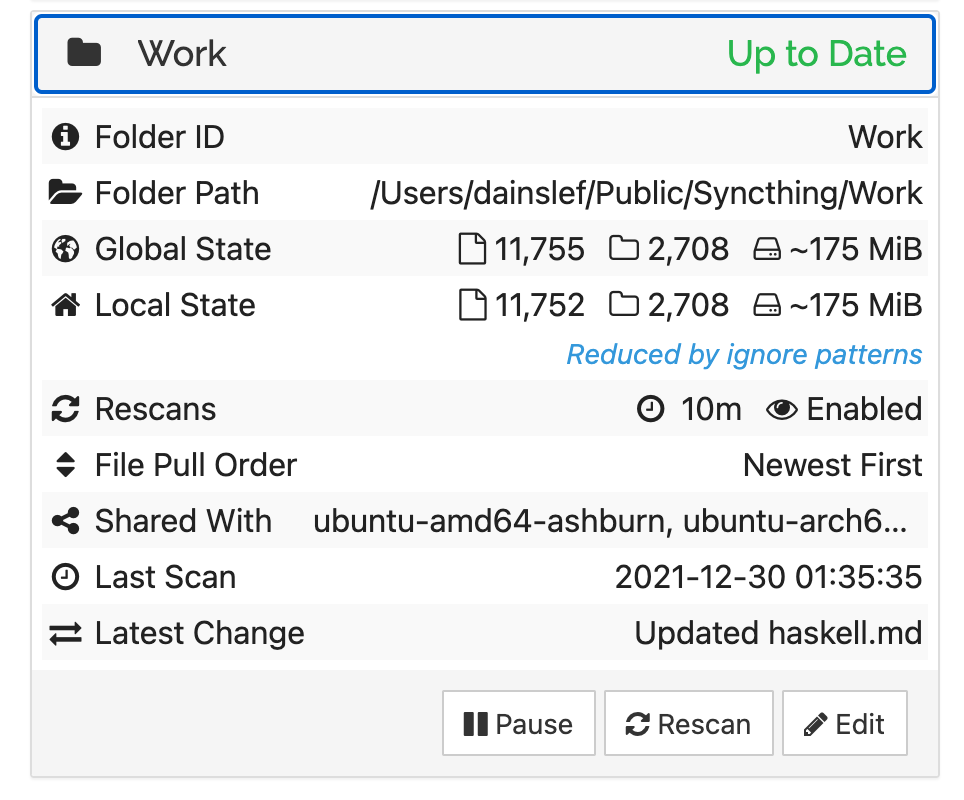 Work Up to Date
Folder ID Work
Folder Path /Users/dainslef/Public/Syncthing/Work
Global State 11,755 2,708 ~175 MiB
Local State 11,752 2,708 ~175 MiB
Reduced by ignore patterns
Rescans 10m Enabled
File Pull Order Newest First
Shared With ubuntu-amd64-ashburn, ubuntu-arch6...
Last Scan 2021-12-30 01:35:35
Latest Change Updated haskell.md
Pause Rescan Edit